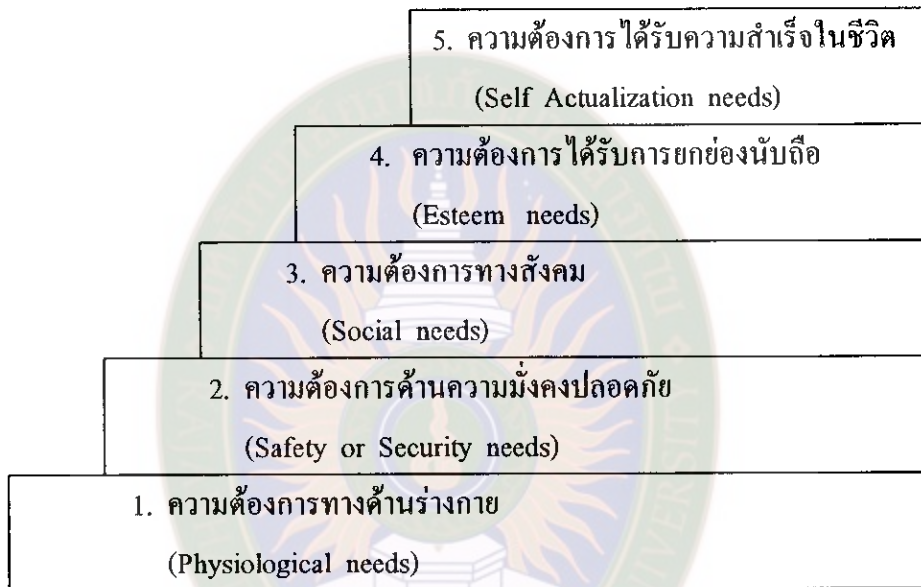 5. ความต้องการได้รับความสำเร็จในชีวิต
(Self Actualization needs)
4. ความต้องการได้รับการยกย่องนับถือ
(Esteem needs)
3. ความต้องการทางสังคม
(Social needs)
2. ความต้องการด้านความมั่งคงปลอดภัย
(Safety or Security needs)
1. ความต้องการทางด้านร่างกาย
(Physiological needs)